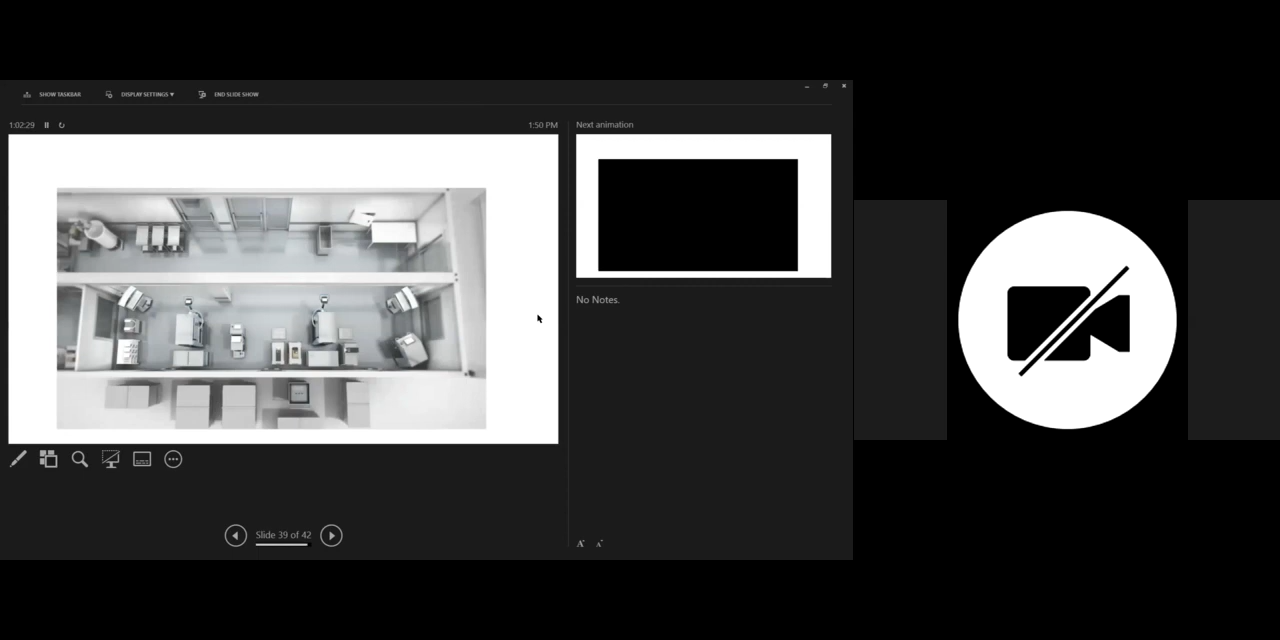 SHOW TASKBAR
DISPLAY SETTINGS ▼
END SLIDE SHOW
1:02:29
1:50 PM
Next animation
No Notes.
Slide 39 of 42
A
A